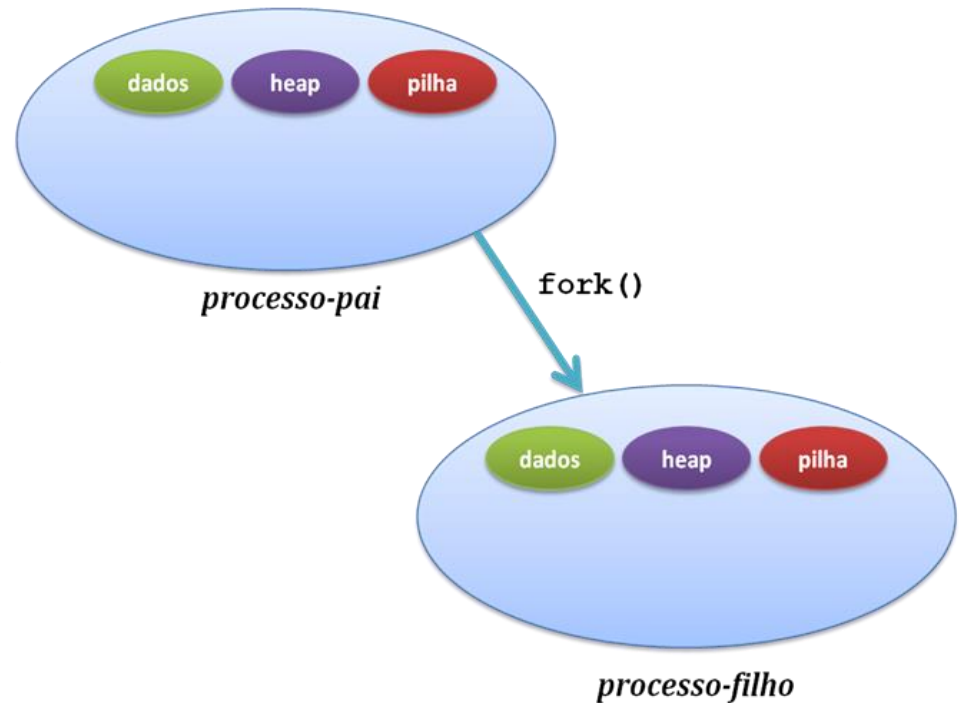 dados heap pilha
processo-pai
fork()
dados heap pilha
processo-filho